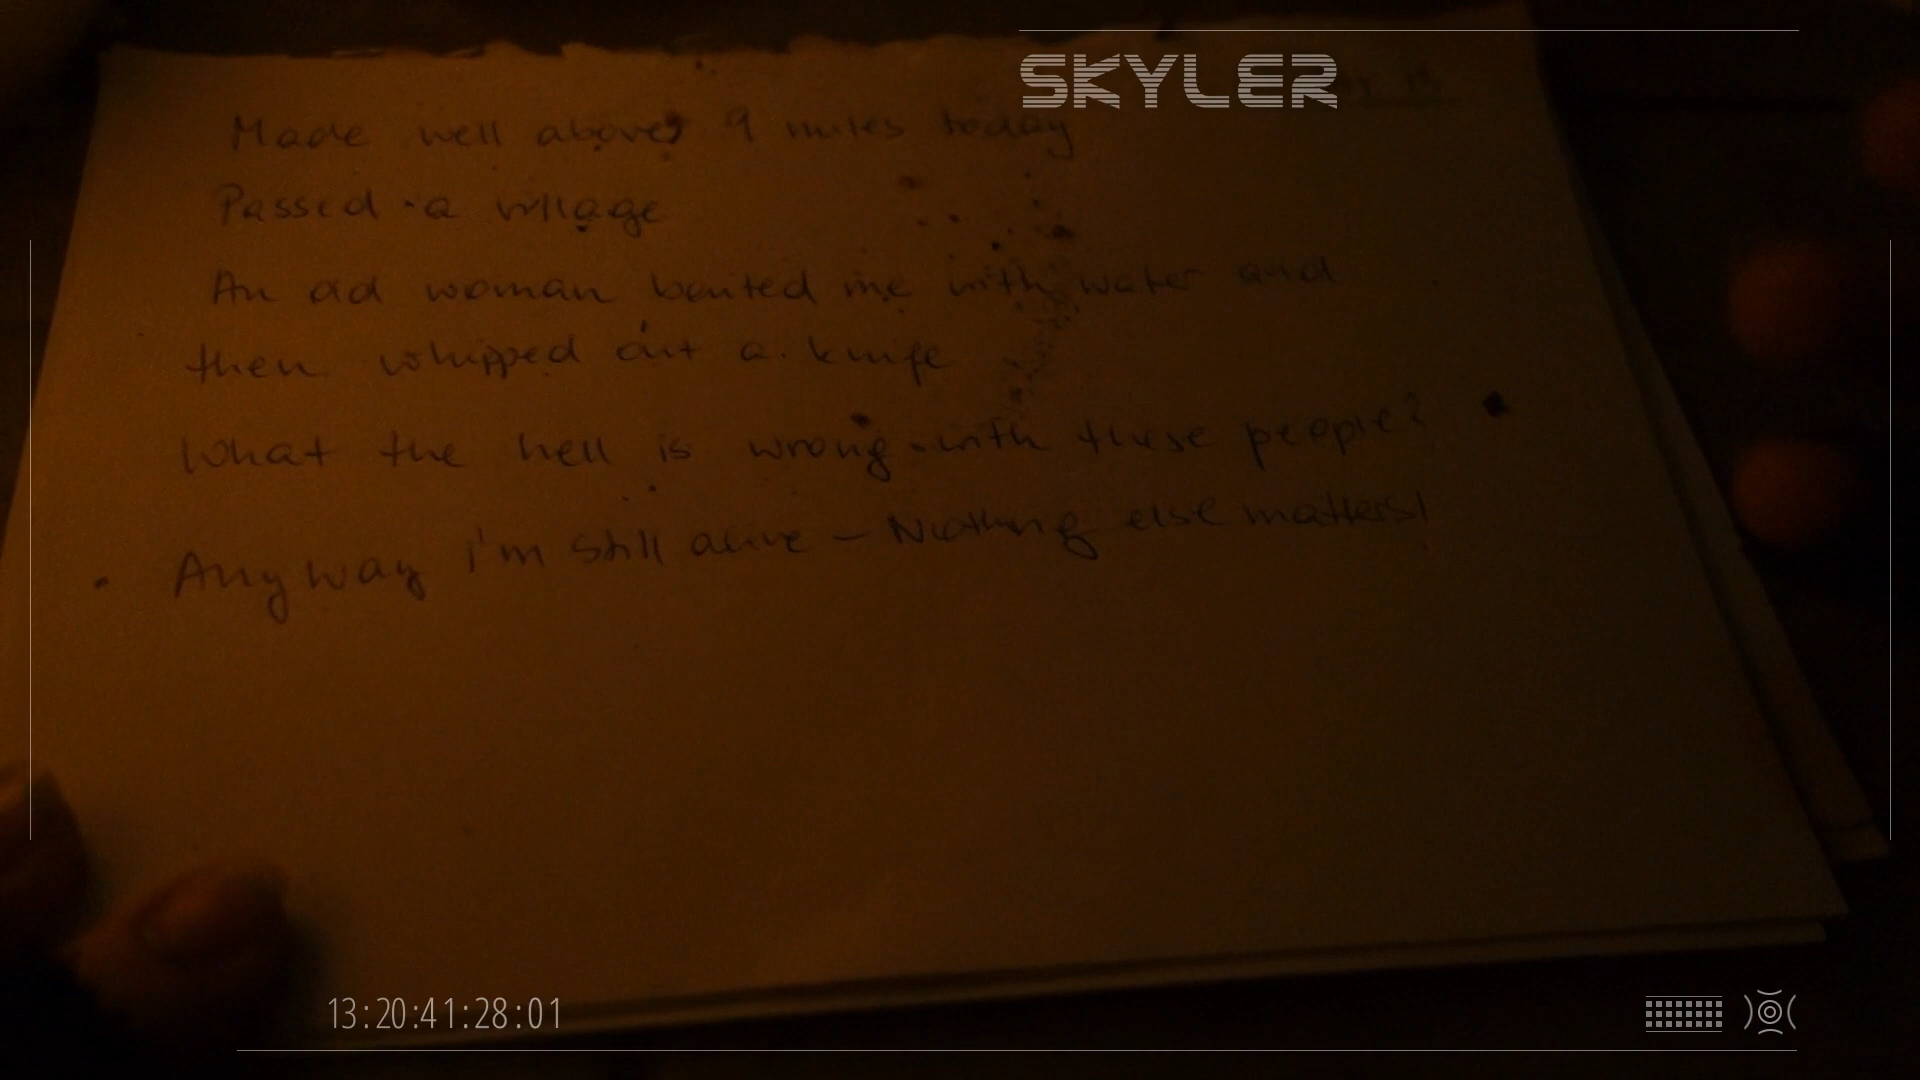 SKYLER
Made well above 9 miles today
Passed a village
An old woman baited me with water and
then whipped out a knife
What the hell is wrong with these people?
Anyway I'm still alive - Nothing else matters!
13:20:41:28:01